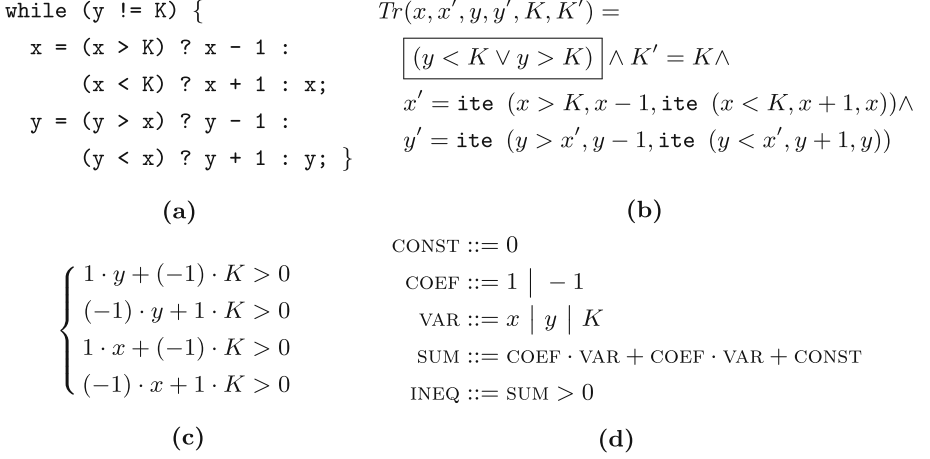 while (y != K) {
x = (x > K) ? x - 1 :
(x < K) ? x + 1 : x;
y = (y > x) ? y - 1 :
(y < x) ? y + 1 : y; }
(a)
Tr(x, x′, y, y′, K, K′) =
(y < K ∨ y > K) ∧ K′ = K∧
x′ = ite (x > K, x − 1, ite (x < K, x + 1, x))∧
y′ = ite (y > x′, y − 1, ite (y < x′, y + 1, y))
(b)
1 · y + (−1) · K > 0
(−1) · y + 1 · K > 0
1 · x + (−1) · K > 0
(−1) · x + 1 · K > 0
(c)
CONST ::= 0
COEF ::= 1 | − 1
VAR ::= x | y | K
SUM ::= COEF · VAR + COEF · VAR + CONST
INEQ ::= SUM > 0
(d)